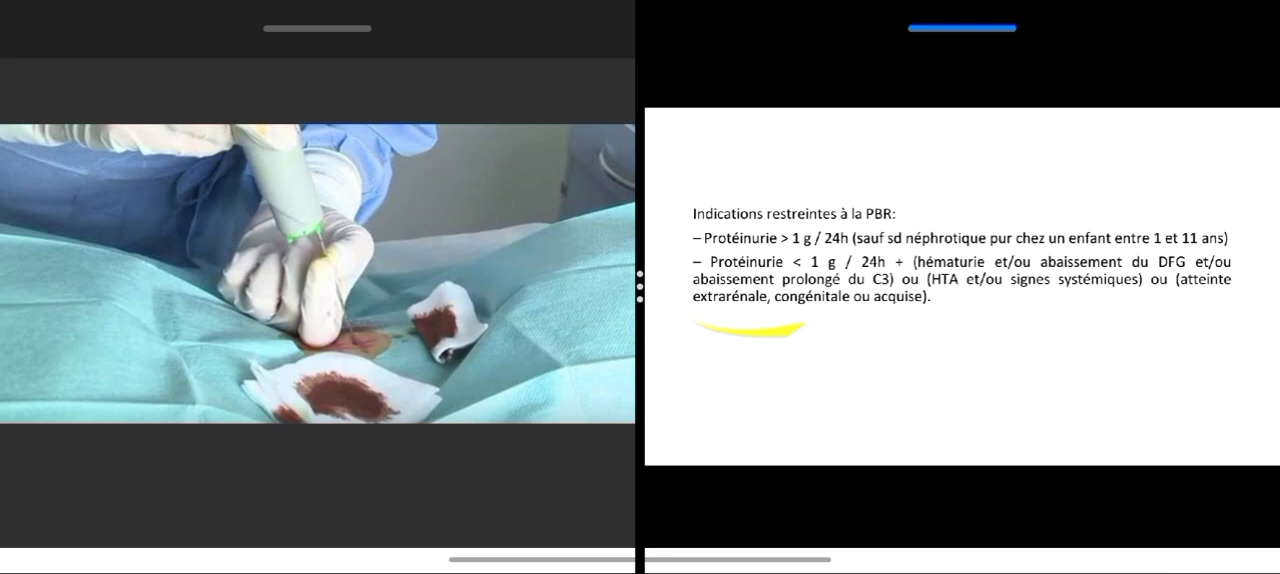 Indications restreintes à la PBR:
– Protéinurie > 1 g / 24h (sauf sd néphrotique pur chez un enfant entre 1 et 11 ans)
– Protéinurie < 1 g / 24h + (hématurie et/ou abaissement du DFG et/ou
abaissement prolongé du C3) ou (HTA et/ou signes systémiques) ou (atteinte
extrarénale, congénitale ou acquise).